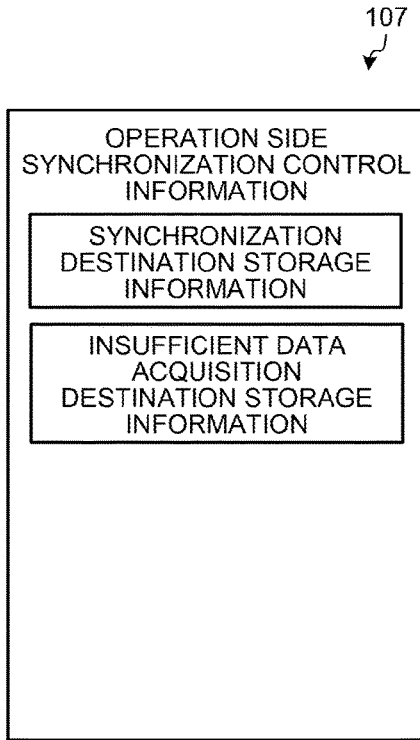 107
OPERATION SIDE
SYNCHRONIZATION CONTROL
INFORMATION
SYNCHRONIZATION
DESTINATION STORAGE
INFORMATION
INSUFFICIENT DATA
ACQUISITION
DESTINATION STORAGE
INFORMATION